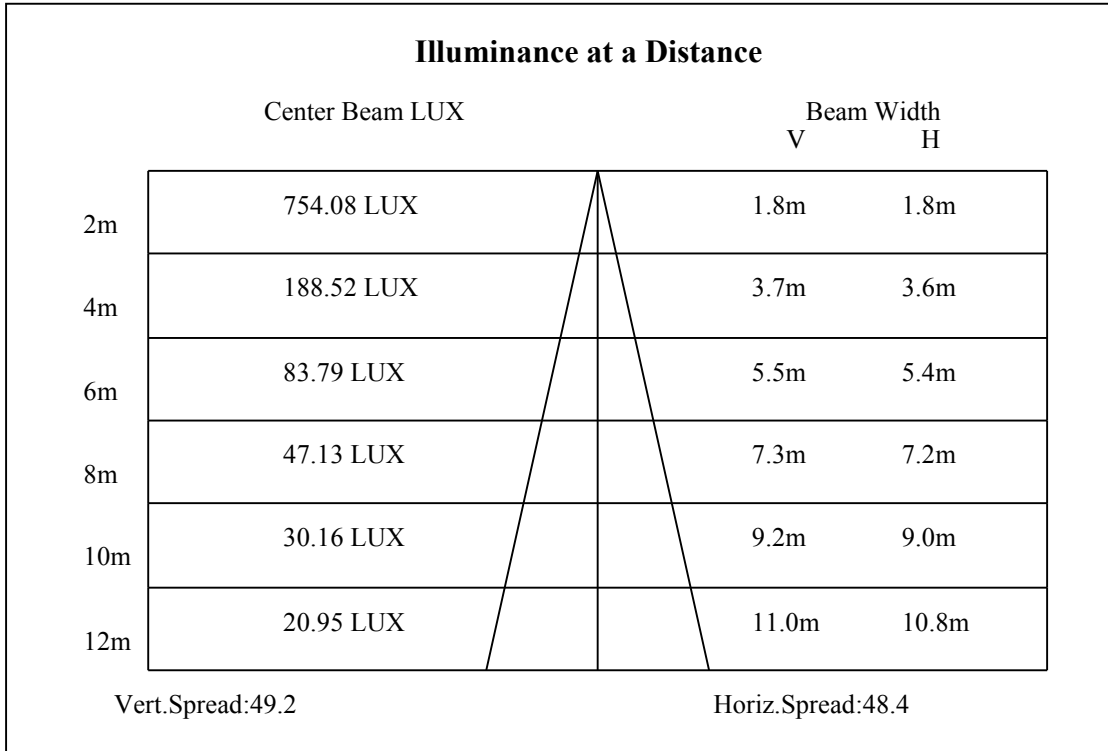 Illuminance at a Distance
Center Beam LUX Beam Width
V H
2m 754.08 LUX 1.8m 1.8m
4m 188.52 LUX 3.7m 3.6m
6m 83.79 LUX 5.5m 5.4m
8m 47.13 LUX 7.3m 7.2m
10m 30.16 LUX 9.2m 9.0m
12m 20.95 LUX 11.0m 10.8m
Vert.Spread:49.2 Horiz.Spread:48.4